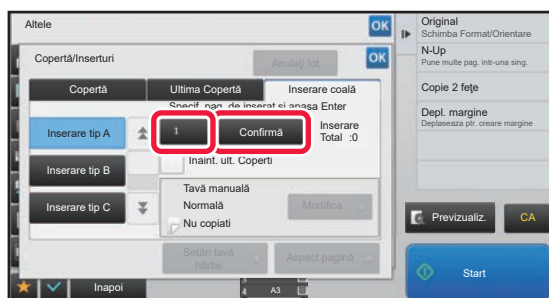 Altele
OK
Copertă/Inserturi
Anulați tot
OK
Copertă
Ultima Copertă
Inserare coală
Specif. pag. de inserat si apasa Enter
Inserare tip A
1
Confirmă
Inserare
Total :0
Inaint. ult. Coperti
Inserare tip B
Tavă manuală
Normală
Modifica
Inserare tip C
Nu copiati
Setări tavă
hârtie
Aspect pagină
Inapoi
A3
Original
Schimba Format/Orientare
N-Up
Pune multe pag. intr-una sing.
Copie 2 fețe
Depl. margine
Deplaseaza ptr. creare margine
Previzualiz.
CA
Start